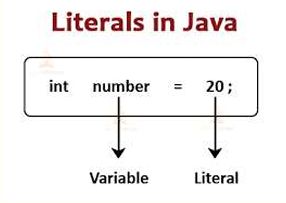 Literals in Java
int number = 20 ;
Variable Literal